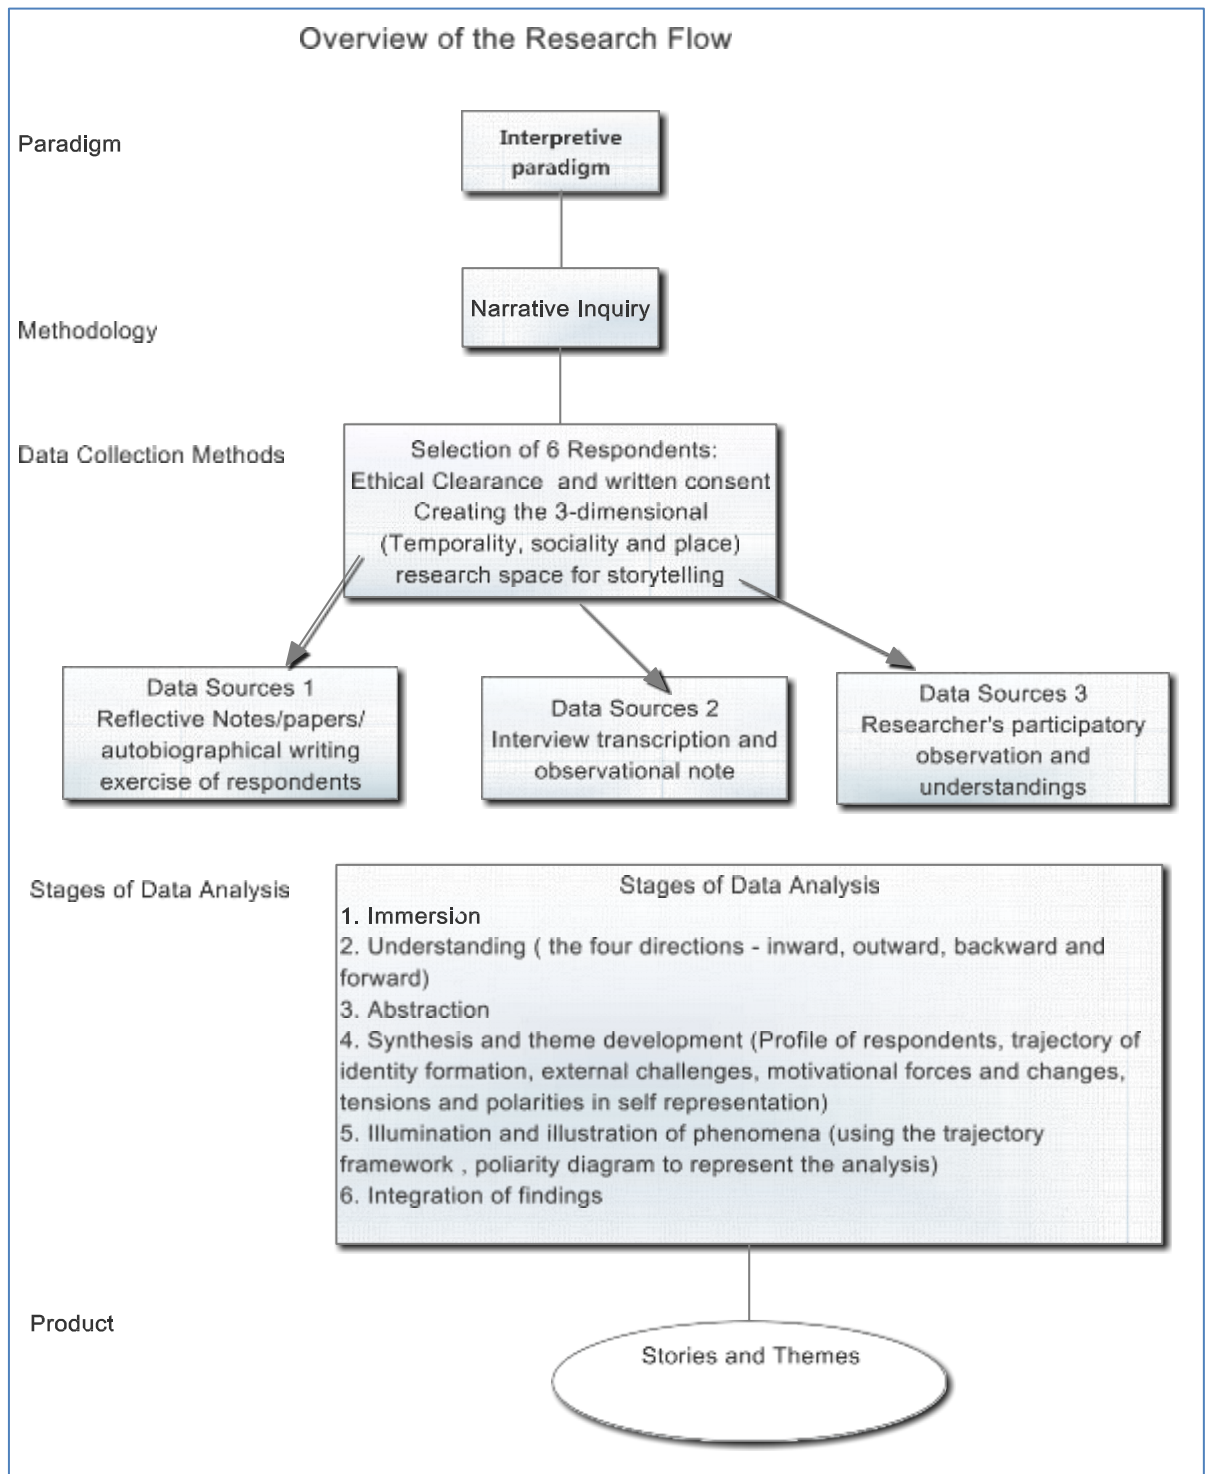 Overview of the Research Flow
Paradigm
Interpretive
paradigm
Narrative Inquiry
Methodology
Data Collection Methods
Selection of 6 Respondents:
Ethical Clearance and written consent
Creating the 3-dimensional
(Temporality, sociality and place)
research space for storytelling
Data Sources 1
Reflective Notes/papers/
autobiographical writing
exercise of respondents
Data Sources 2
Interview transcription and
observational note
Data Sources 3
Researcher's participatory
observation and
understandings
Stages of Data Analysis
Stages of Data Analysis
1. Immersion
2. Understanding ( the four directions - inward, outward, backward and
forward)
3. Abstraction
4. Synthesis and theme development (Profile of respondents, trajectory of
identity formation, external challenges, motivational forces and changes,
tensions and polarities in self representation)
5. Illumination and illustration of phenomena (using the trajectory
framework , poliarity diagram to represent the analysis)
6. Integration of findings
Product
Stories and Themes